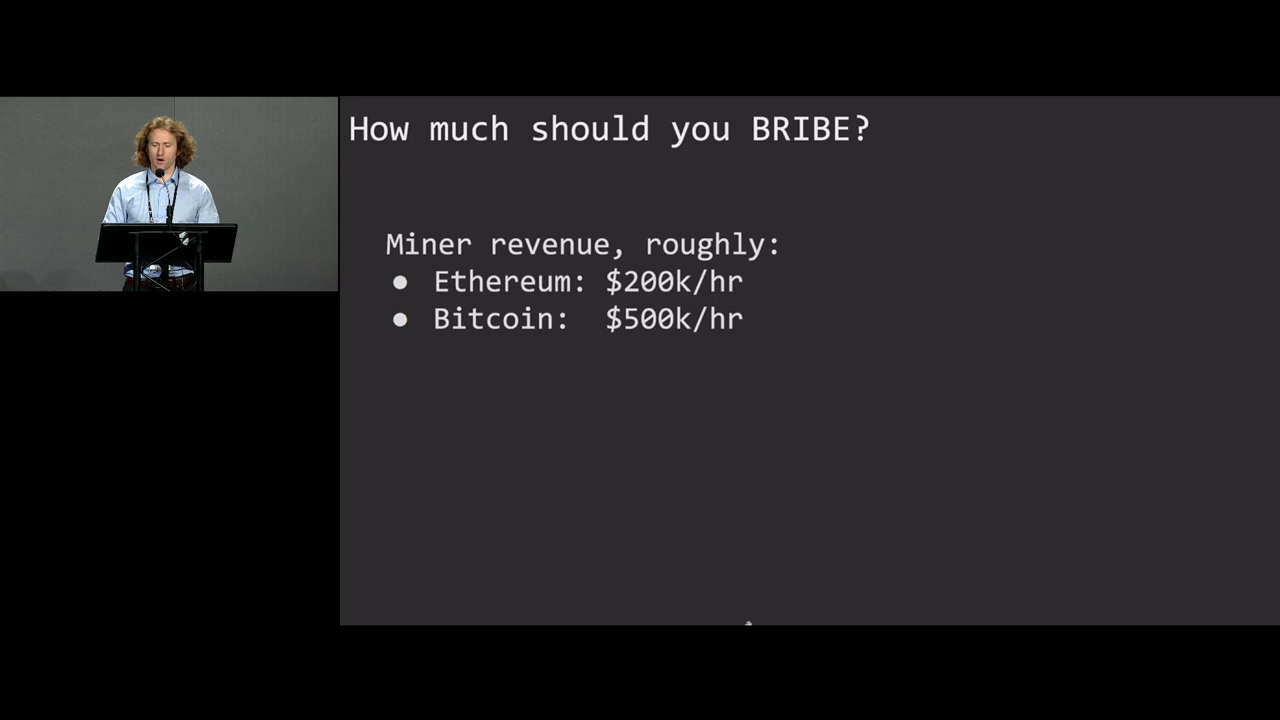 How much should you BRIBE?
Miner revenue, roughly:
● Ethereum: $200k/hr
● Bitcoin: $500k/hr